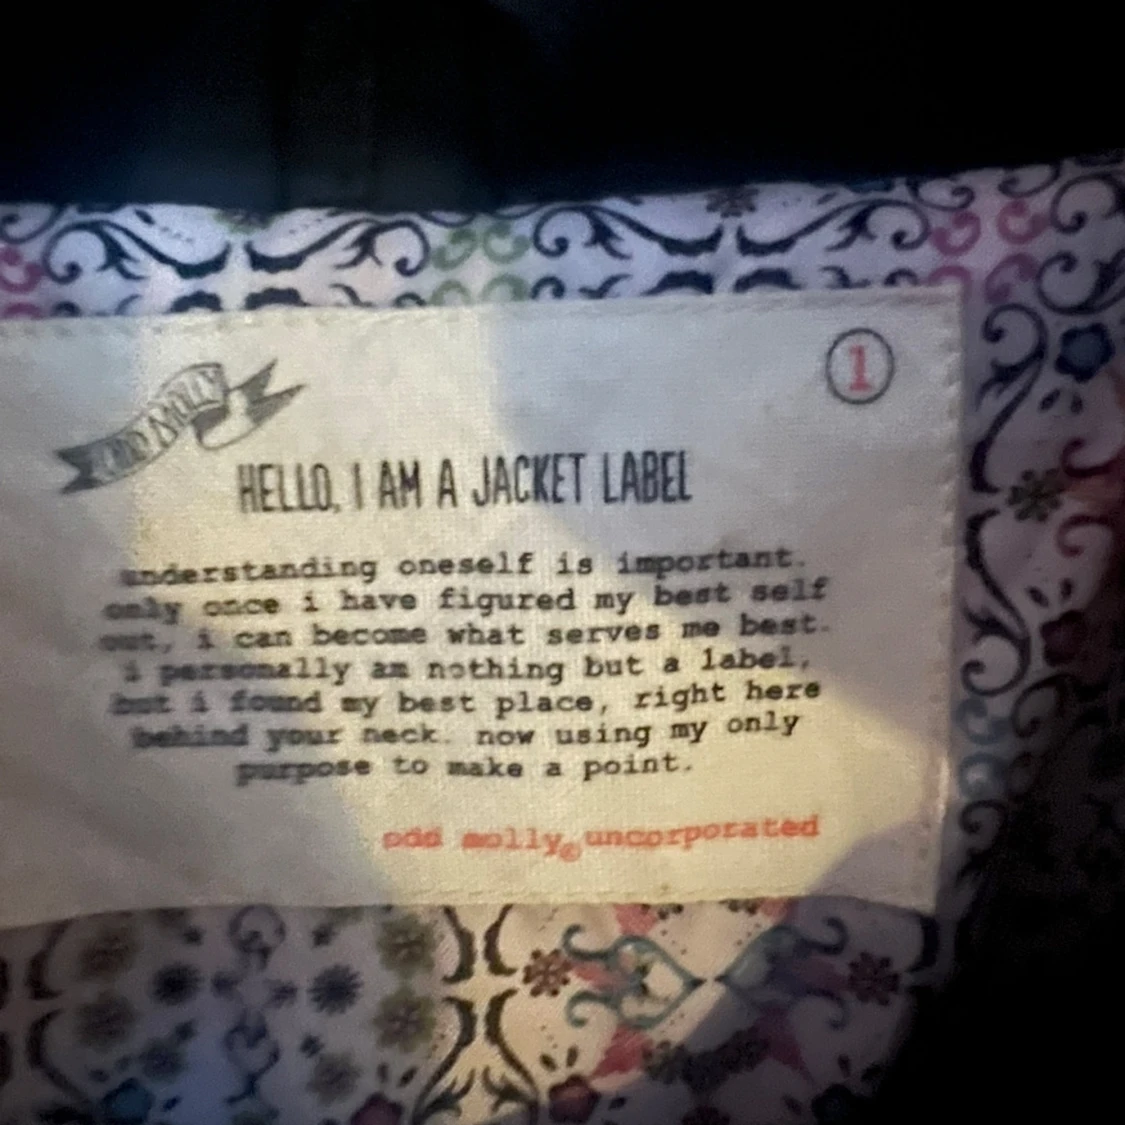 ODD MOLLY
1
HELLO, I AM A JACKET LABEL
understanding oneself is important.
only once i have figured my best self
out, i can become what serves me best.
i personally am nothing but a label,
but i found my best place, right here
behind your neck. now using my only
purpose to make a point.
odd molly© uncorporated